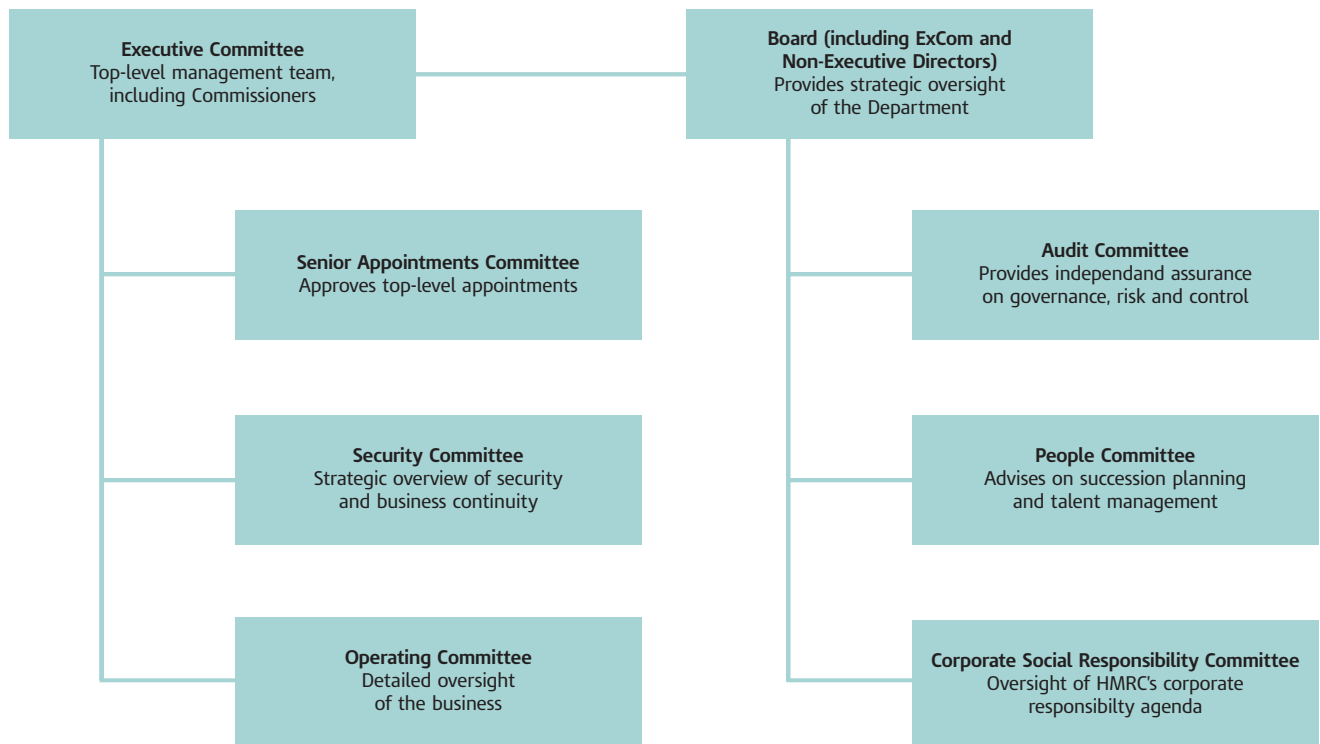 Executive Committee
Top-level management team,
including Commissioners
Board (including ExCom and
Non-Executive Directors)
Provides strategic oversight
of the Department
Senior Appointments Committee
Approves top-level appointments
Audit Committee
Provides independand assurance
on governance, risk and control
Security Committee
Strategic overview of security
and business continuity
People Committee
Advises on succession planning
and talent management
Operating Committee
Detailed oversight
of the business
Corporate Social Responsibility Committee
Oversight of HMRC's corporate
responsibilty agenda